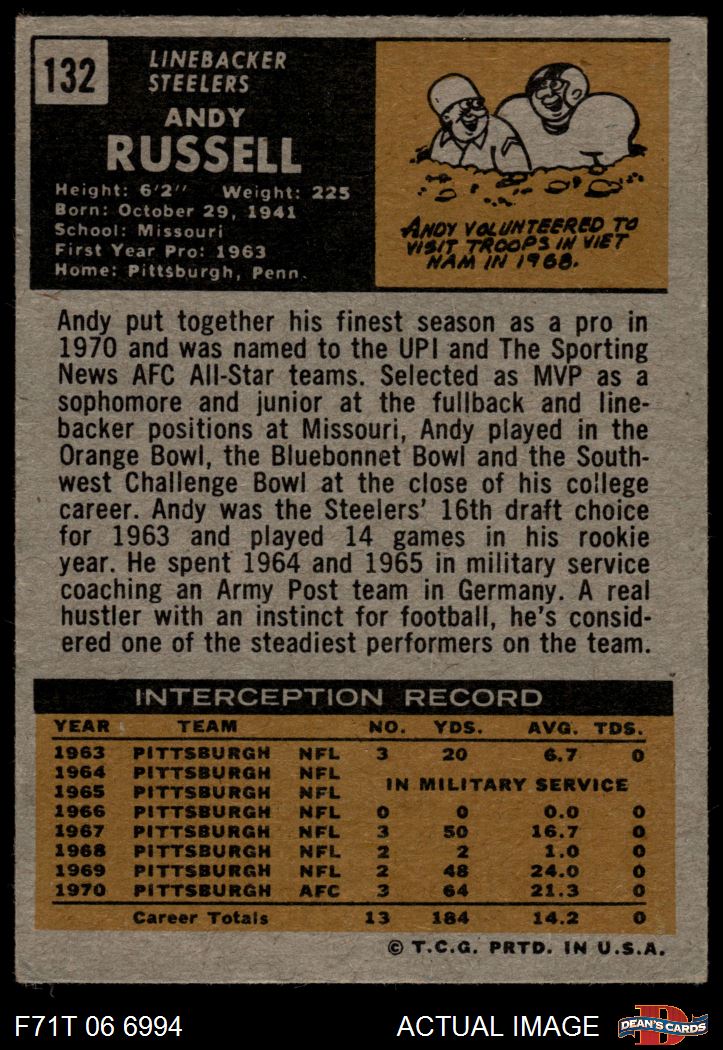 132
LINEBACKER
STEELERS
ANDY
RUSSELL
Height: 6'2" Weight: 225
Born: October 29, 1941
School: Missouri
First Year Pro: 1963
Home: Pittsburgh, Penn.
ANDY VOLUNTEERED TO
VISIT TROOPS IN VIET
NAM IN 1968.
Andy put together his finest season as a pro in
1970 and was named to the UPI and The Sporting
News AFC All-Star teams. Selected as MVP as a
sophomore and junior at the fullback and line-
backer positions at Missouri, Andy played in the
Orange Bowl, the Bluebonnet Bowl and the South-
west Challenge Bowl at the close of his college
career. Andy was the Steelers' 16th draft choice
for 1963 and played 14 games in his rookie
year. He spent 1964 and 1965 in military service
coaching an Army Post team in Germany. A real
hustler with an instinct for football, he's consid-
ered one of the steadiest performers on the team.
INTERCEPTION RECORD
YEAR TEAM NO. YDS. AVG. TDS.
1963 PITTSBURGH NFL 3 20 6.7 0
1964 PITTSBURGH NFL
IN MILITARY SERVICE
1965 PITTSBURGH NFL
1966 PITTSBURGH NFL 0 0 0.0 0
1967 PITTSBURGH NFL 3 50 16.7 0
1968 PITTSBURGH NFL 2 2 1.0 0
1969 PITTSBURGH NFL 2 48 24.0 0
1970 PITTSBURGH AFC 3 64 21.3 0
Career Totals 13 184 14.2 0
© T.C.G. PRTD. IN U.S.A.
F71T 06 6994 ACTUAL IMAGE
D
DEAN'S CARDS